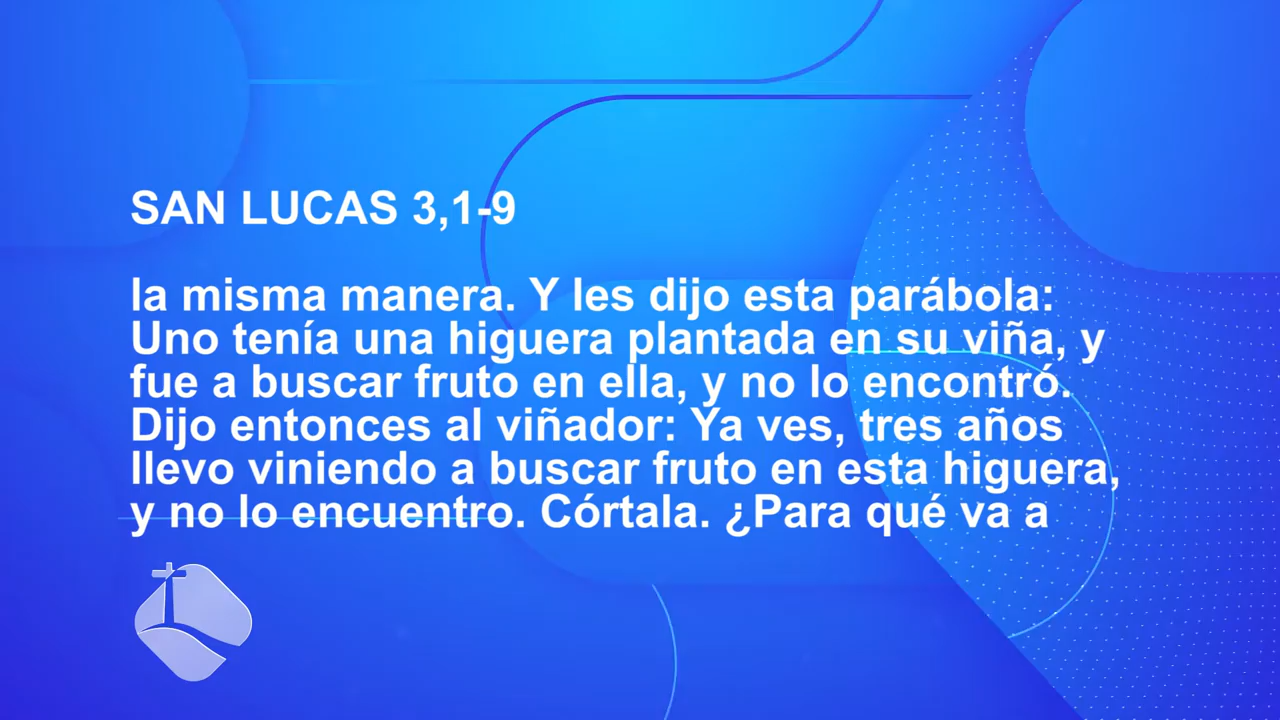 SAN LUCAS 3,1-9
la misma manera. Y les dijo esta parábola:
Uno tenía una higuera plantada en su viña, y
fue a buscar fruto en ella, y no lo encontró.
Dijo entonces al viñador: Ya ves, tres años
llevo viniendo a buscar fruto en esta higuera,
y no lo encuentro. Córtala. ¿Para qué va a